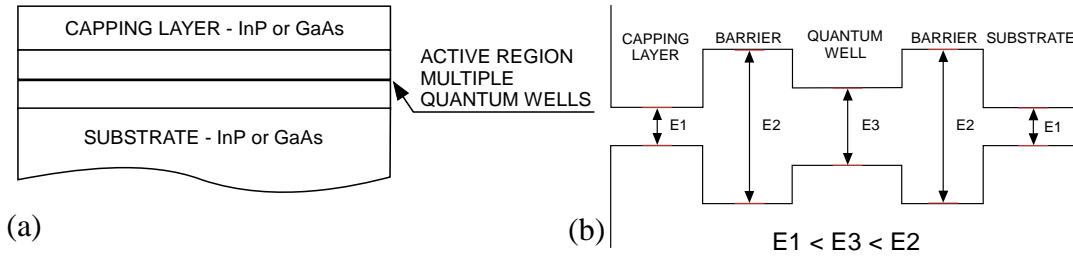 CAPPING LAYER - InP or GaAs
ACTIVE REGION
MULTIPLE
QUANTUM WELLS
SUBSTRATE - InP or GaAs
(a)
CAPPING
LAYER
BARRIER
QUANTUM
WELL
BARRIER
SUBSTRATE
E1
E2
E3
E2
E1
E1 < E3 < E2
(b)